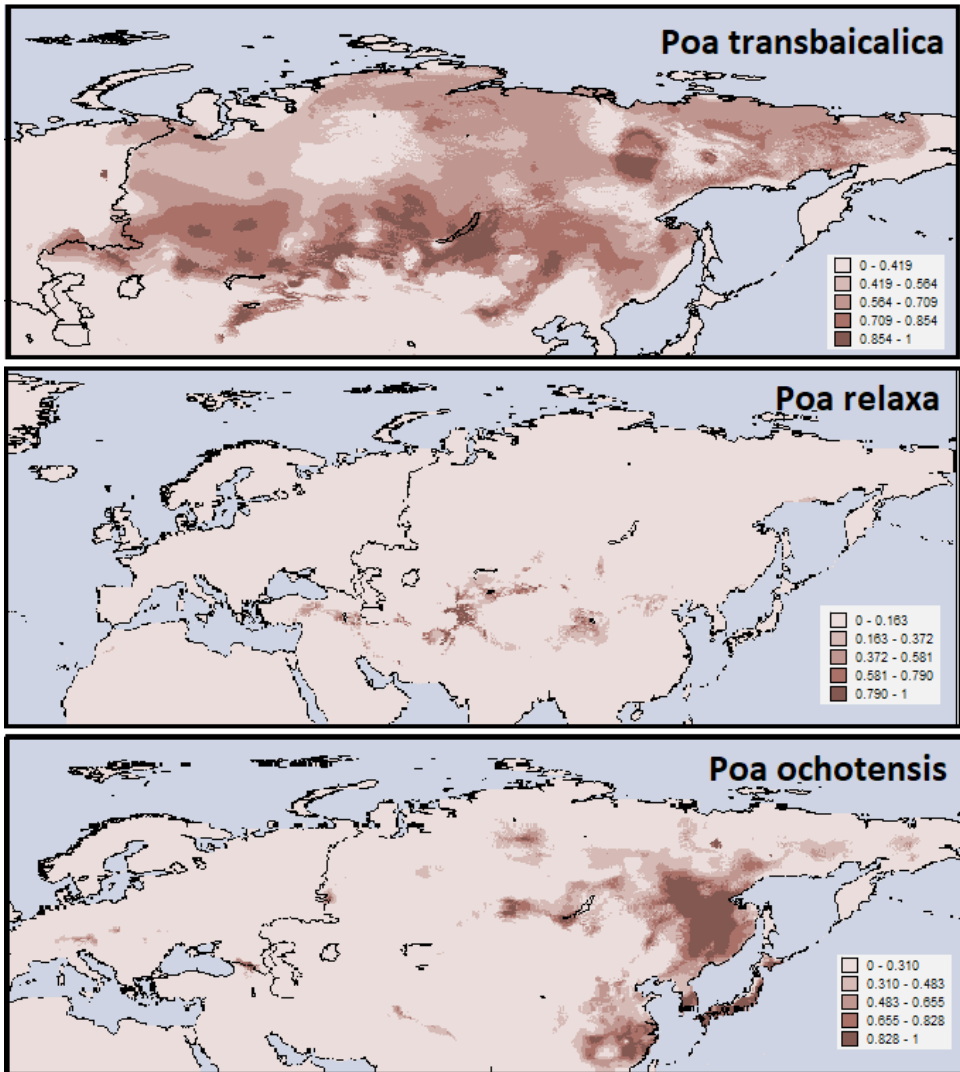 Poa transbaicalica
0 - 0.419
0.419 - 0.564
0.564 - 0.709
0.709 - 0.854
0.854 - 1
Poa relaxa
0 - 0.163
0.163 - 0.372
0.372 - 0.581
0.581 - 0.790
0.790 - 1
Poa ochotensis
0 - 0.310
0.310 - 0.483
0.483 - 0.655
0.655 - 0.828
0.828 - 1